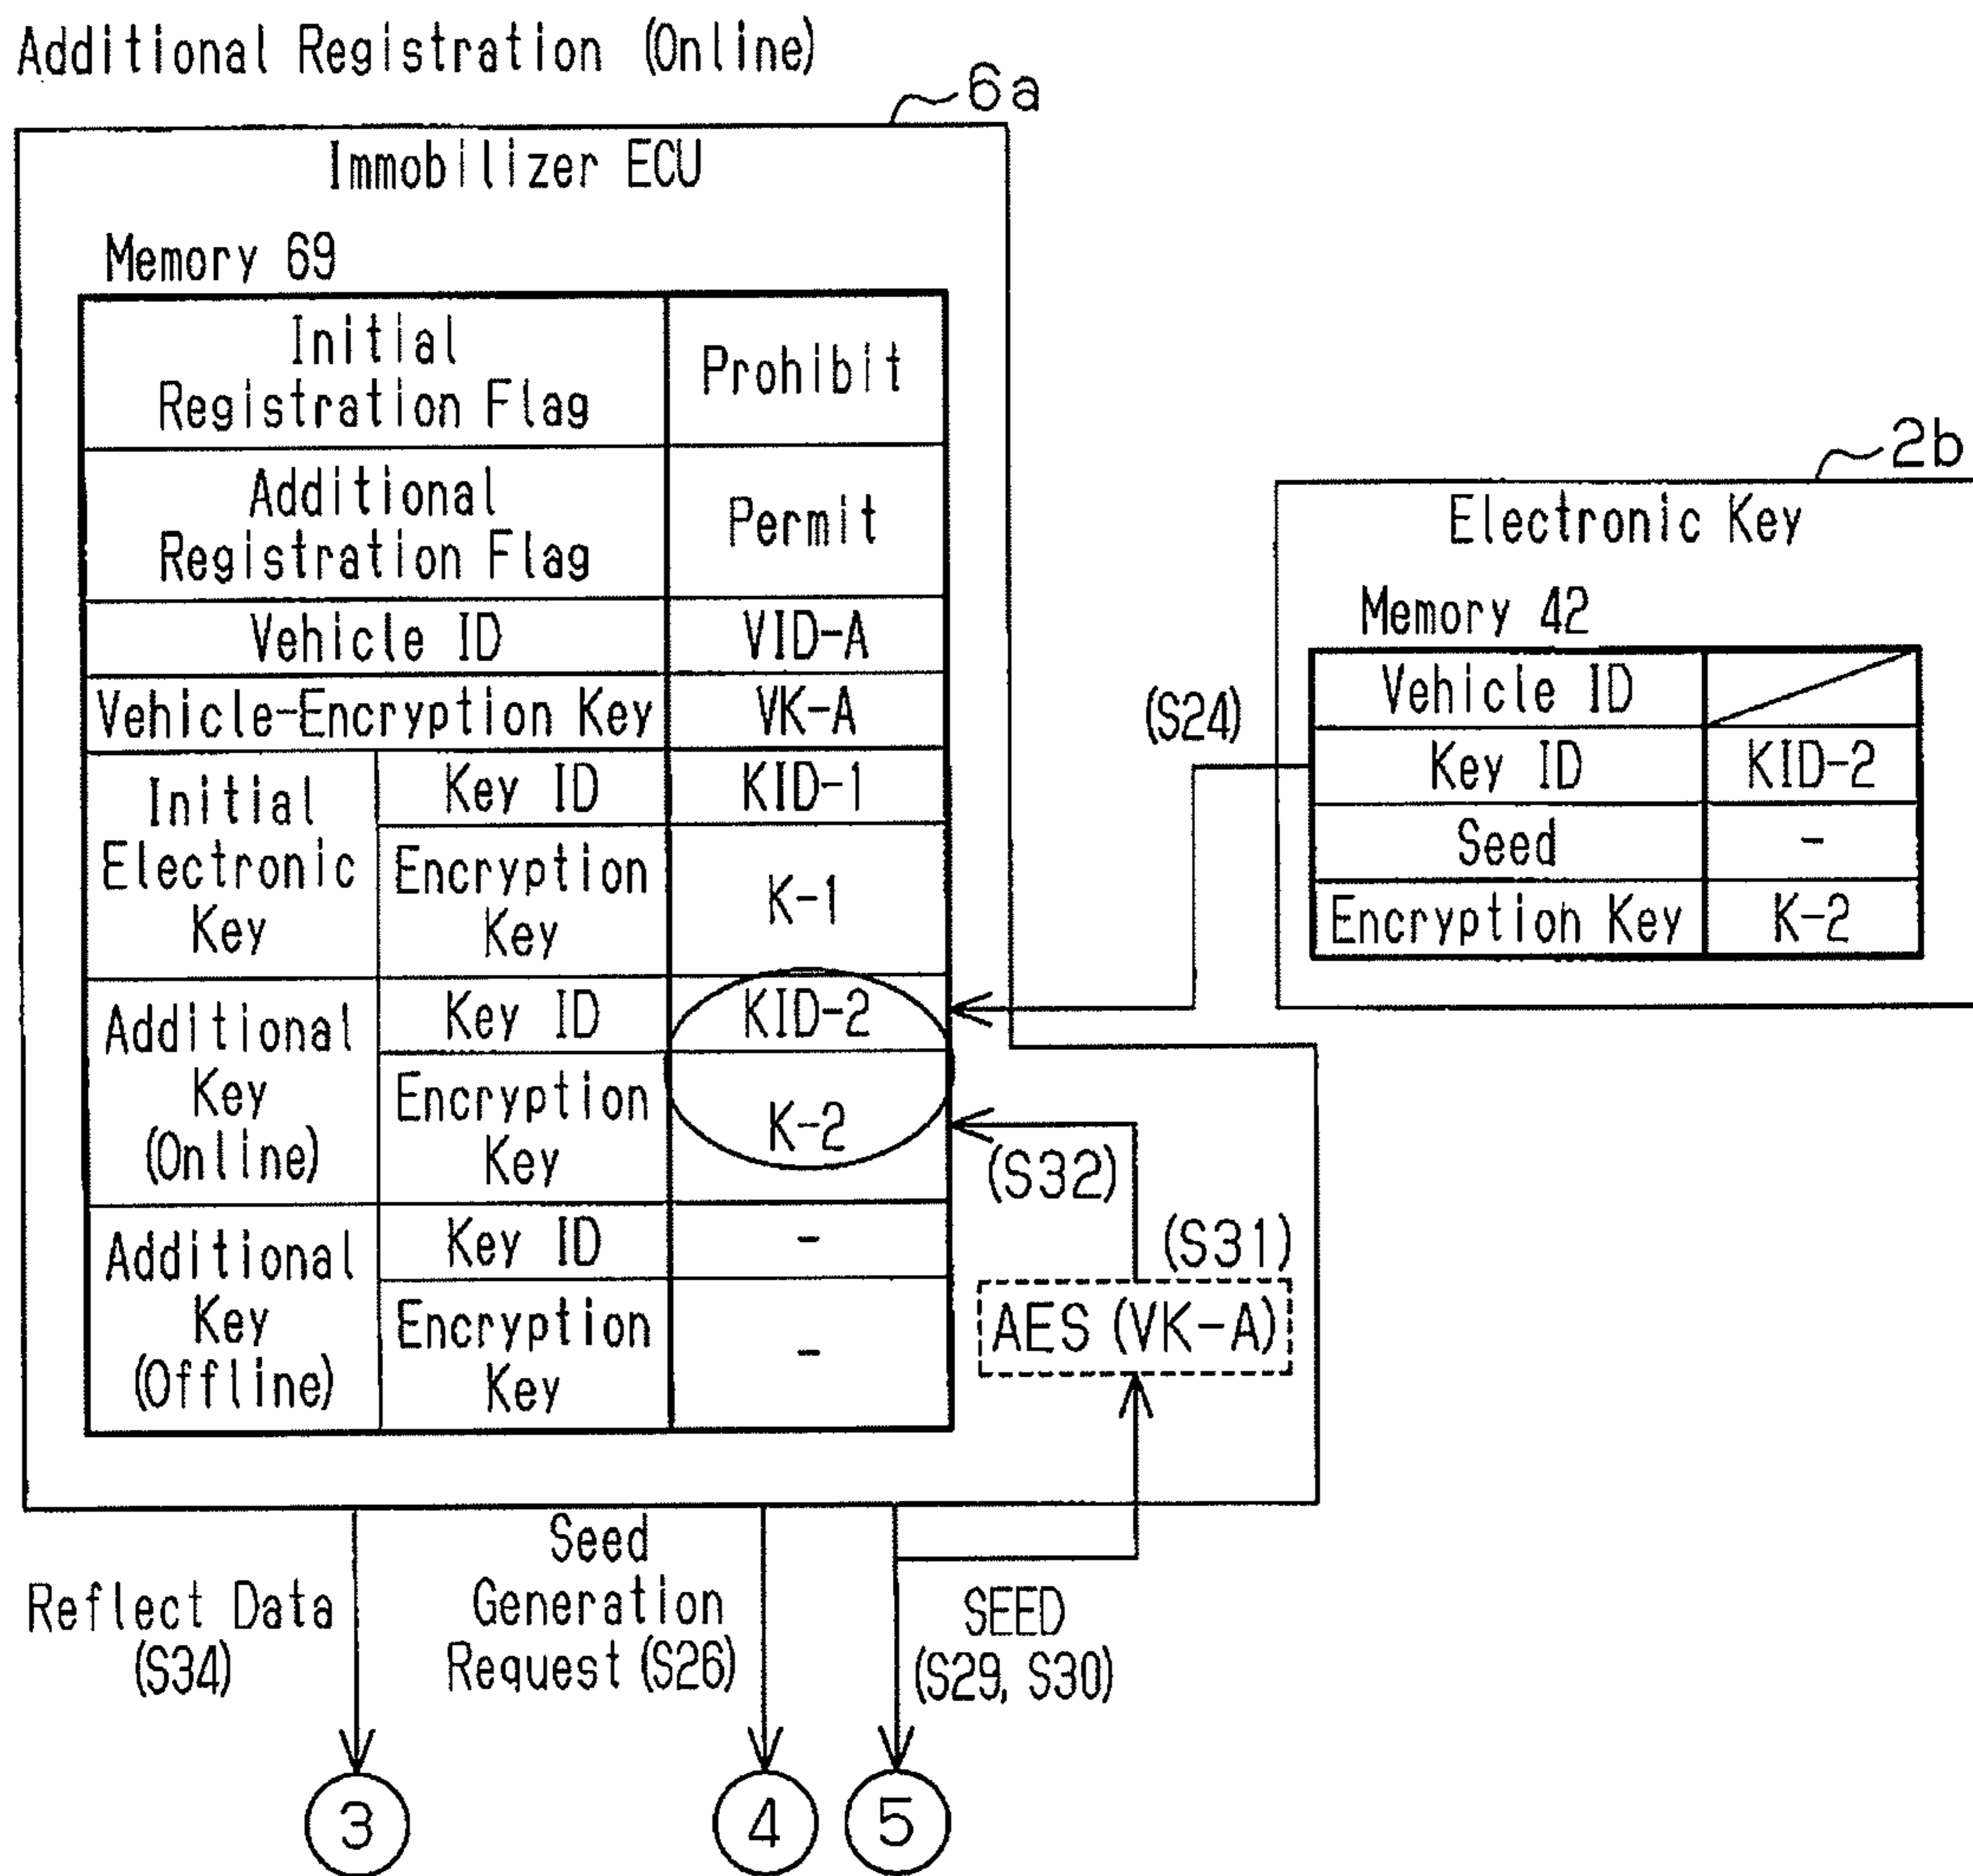 Additional Registration (Online)
6a
Immobilizer ECU
Memory 69
Initial
Registration Flag
Prohibit
Additional
Registration Flag
Permit
Vehicle ID
VID-A
Vehicle-Encryption Key
VK-A
Initial
Electronic
Key
Key ID
KID-1
Encryption
Key
K-1
Additional
Key
(Online)
Key ID
KID-2
Encryption
Key
K-2
Additional
Key
(Offline)
Key ID
-
Encryption
Key
-
2b
Electronic Key
Memory 42
Vehicle ID
Key ID
KID-2
Seed
-
Encryption Key
K-2
(S24)
(S32)
(S31)
AES (VK-A)
Reflect Data
(S34)
Seed
Generation
Request (S26)
SEED
(S29, S30)
3
4
5